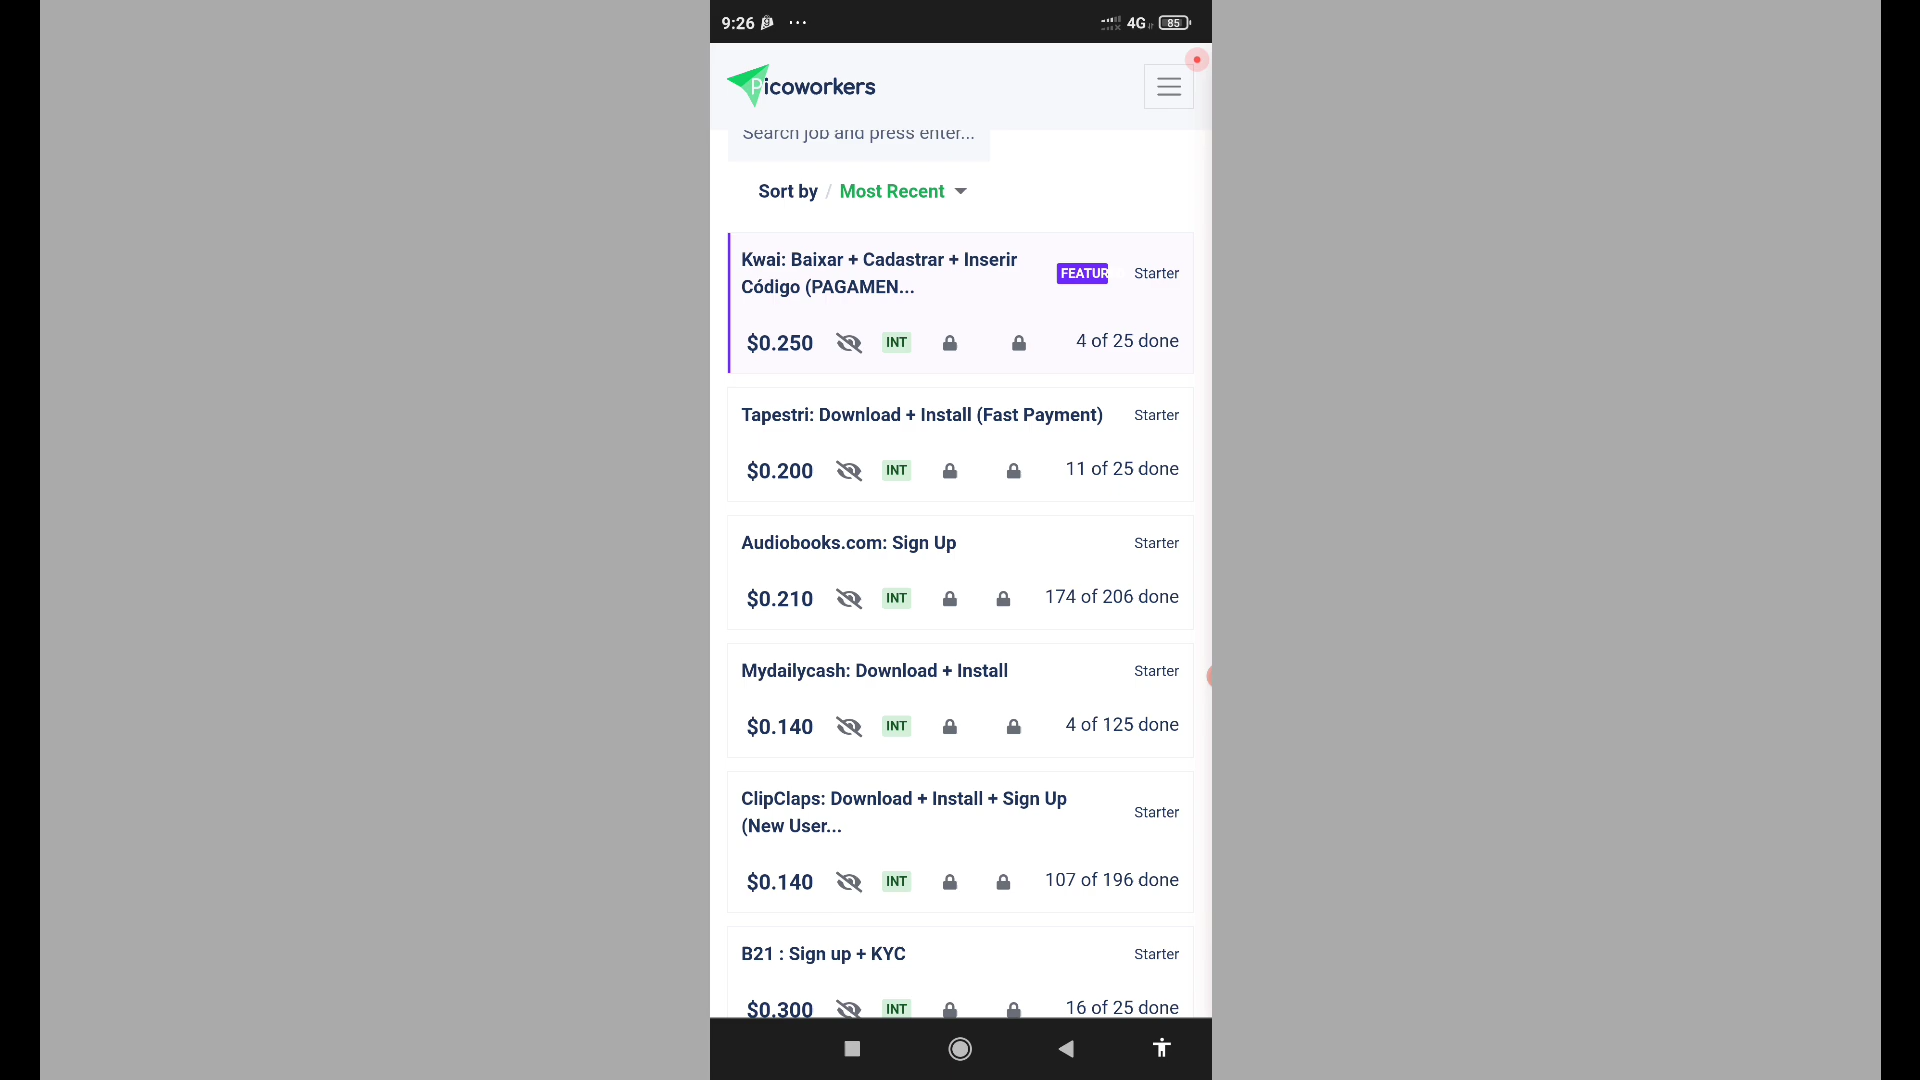 9:26 ... 4G 85
Picoworkers
Search job and press enter...
Sort by / Most Recent
Kwai: Baixar + Cadastrar + Inserir
Código (PAGAMEN...
FEATUR
Starter
$0.250 INT 4 of 25 done
Tapestri: Download + Install (Fast Payment) Starter
$0.200 INT 11 of 25 done
Audiobooks.com: Sign Up Starter
$0.210 INT 174 of 206 done
Mydailycash: Download + Install Starter
$0.140 INT 4 of 125 done
ClipClaps: Download + Install + Sign Up
(New User...
Starter
$0.140 INT 107 of 196 done
B21 : Sign up + KYC Starter
$0.300 INT 16 of 25 done